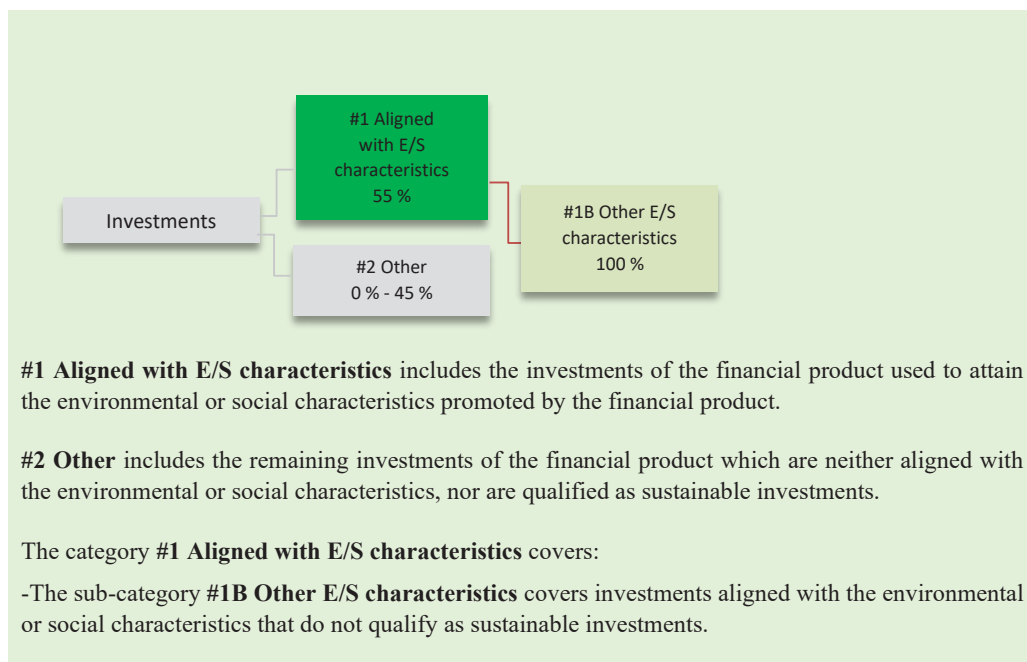 #1 Aligned
with E/S
characteristics
55 %
Investments
#1B Other E/S
characteristics
100 %
#2 Other
0 % - 45 %
#1 Aligned with E/S characteristics includes the investments of the financial product used to attain
the environmental or social characteristics promoted by the financial product.
#2 Other includes the remaining investments of the financial product which are neither aligned with
the environmental or social characteristics, nor are qualified as sustainable investments.
The category #1 Aligned with E/S characteristics covers:
-The sub-category #1B Other E/S characteristics covers investments aligned with the environmental
or social characteristics that do not qualify as sustainable investments.